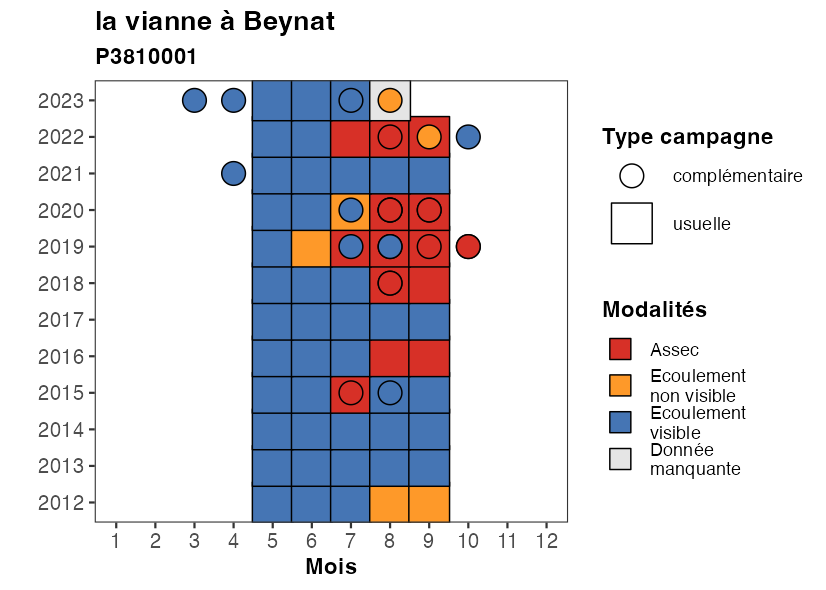 la vianne à Beynat
P3810001
2023
2022
2021
2020
2019
2018
2017
2016
2015
2014
2013
2012
1 2 3 4 5 6 7 8 9 10 11 12
Mois
Type campagne
complémentaire
usuelle
Modalités
Assec
Ecoulement
non visible
Ecoulement
visible
Donnée
manquante